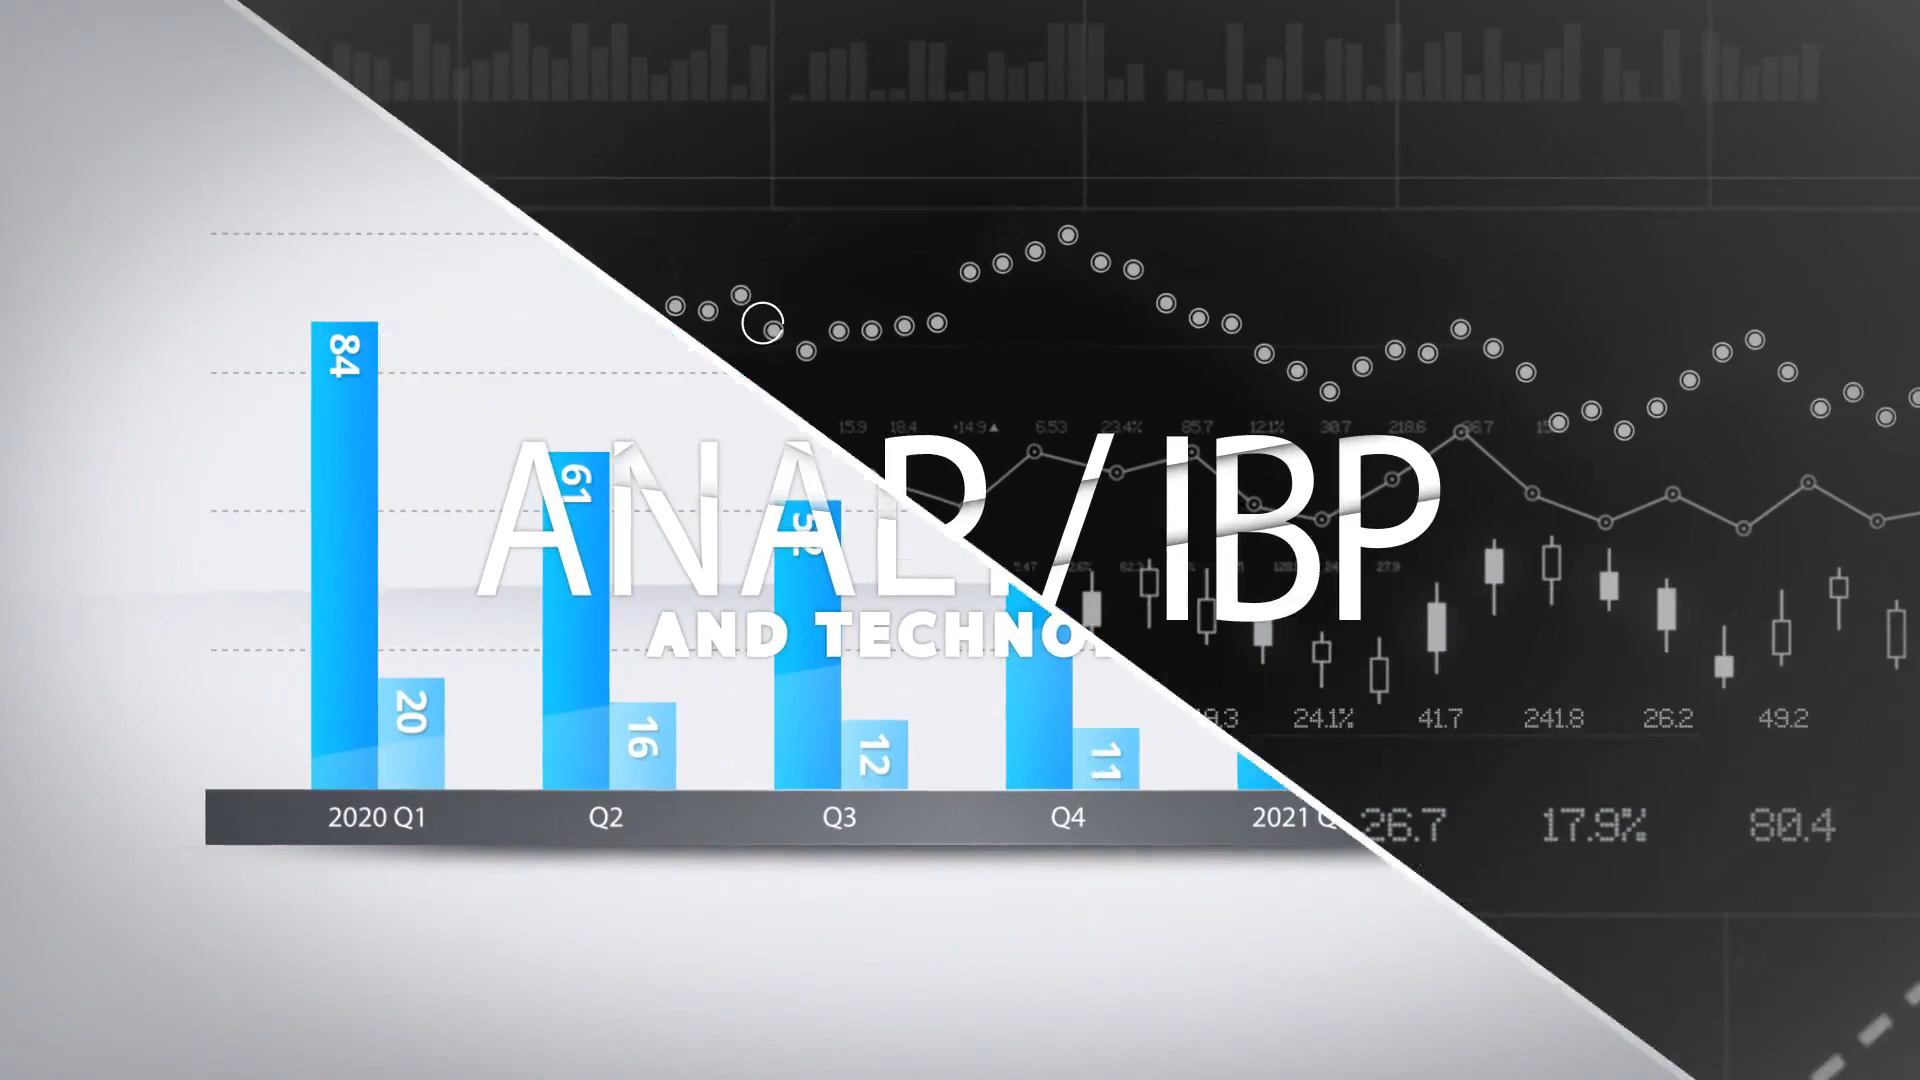 84
15.9 18.4 +14.9▲ 6.53 23.4% 85.7 12.1% 30.7 218.6
ANAL P / IBP
61
52
AND TECHNO
20
16
12
11
24.1% 41.7 241.8 26.2 49.2
2020 Q1 Q2 Q3 Q4 2021
26.7 17.9% 80.4